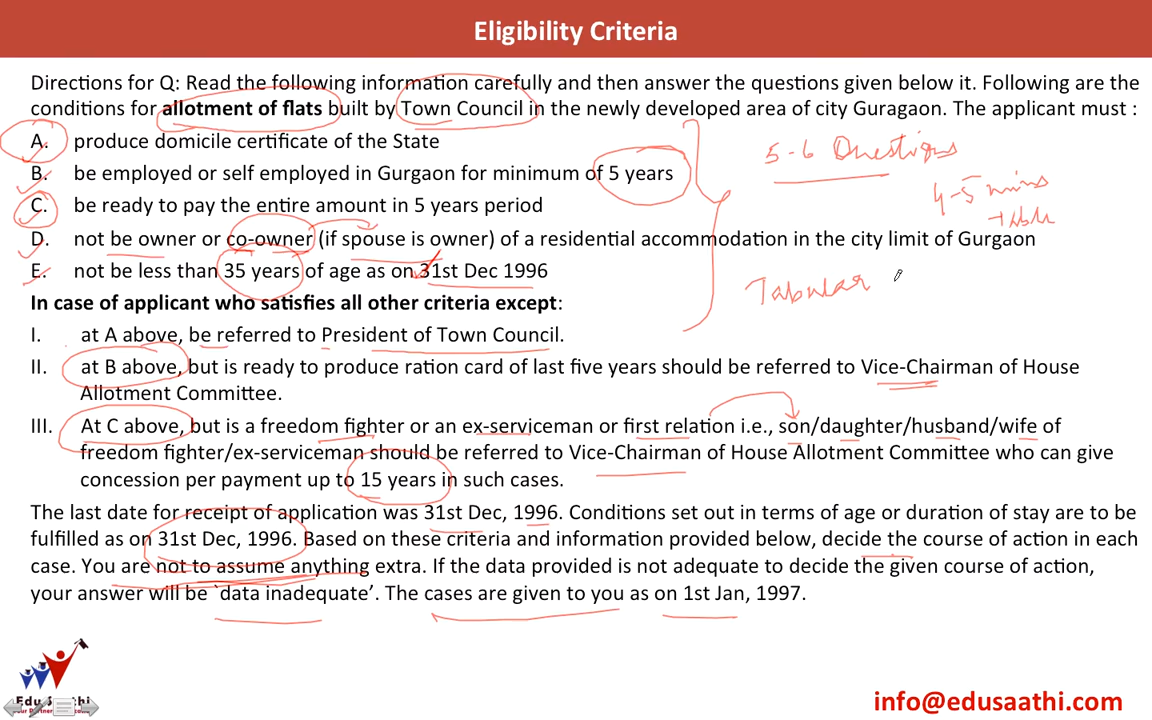 Eligibility Criteria
Directions for Q: Read the following information carefully and then answer the questions given below it. Following are the
conditions for allotment of flats built by Town Council in the newly developed area of city Guragaon. The applicant must :
A. produce domicile certificate of the State
B. be employed or self employed in Gurgaon for minimum of 5 years
C. be ready to pay the entire amount in 5 years period
D. not be owner or co-owner (if spouse is owner) of a residential accommodation in the city limit of Gurgaon
E. not be less than 35 years of age as on 31st Dec 1996
5-6 Questions
4-5 mins
Tabular
In case of applicant who satisfies all other criteria except:
I. at A above, be referred to President of Town Council.
II. at B above, but is ready to produce ration card of last five years should be referred to Vice-Chairman of House
Allotment Committee.
III. At C above, but is a freedom fighter or an ex-serviceman or first relation i.e., son/daughter/husband/wife of
freedom fighter/ex-serviceman should be referred to Vice-Chairman of House Allotment Committee who can give
concession per payment up to 15 years in such cases.
The last date for receipt of application was 31st Dec, 1996. Conditions set out in terms of age or duration of stay are to be
fulfilled as on 31st Dec, 1996. Based on these criteria and information provided below, decide the course of action in each
case. You are not to assume anything extra. If the data provided is not adequate to decide the given course of action,
your answer will be `data inadequate’. The cases are given to you as on 1st Jan, 1997.
info@edusaathi.com